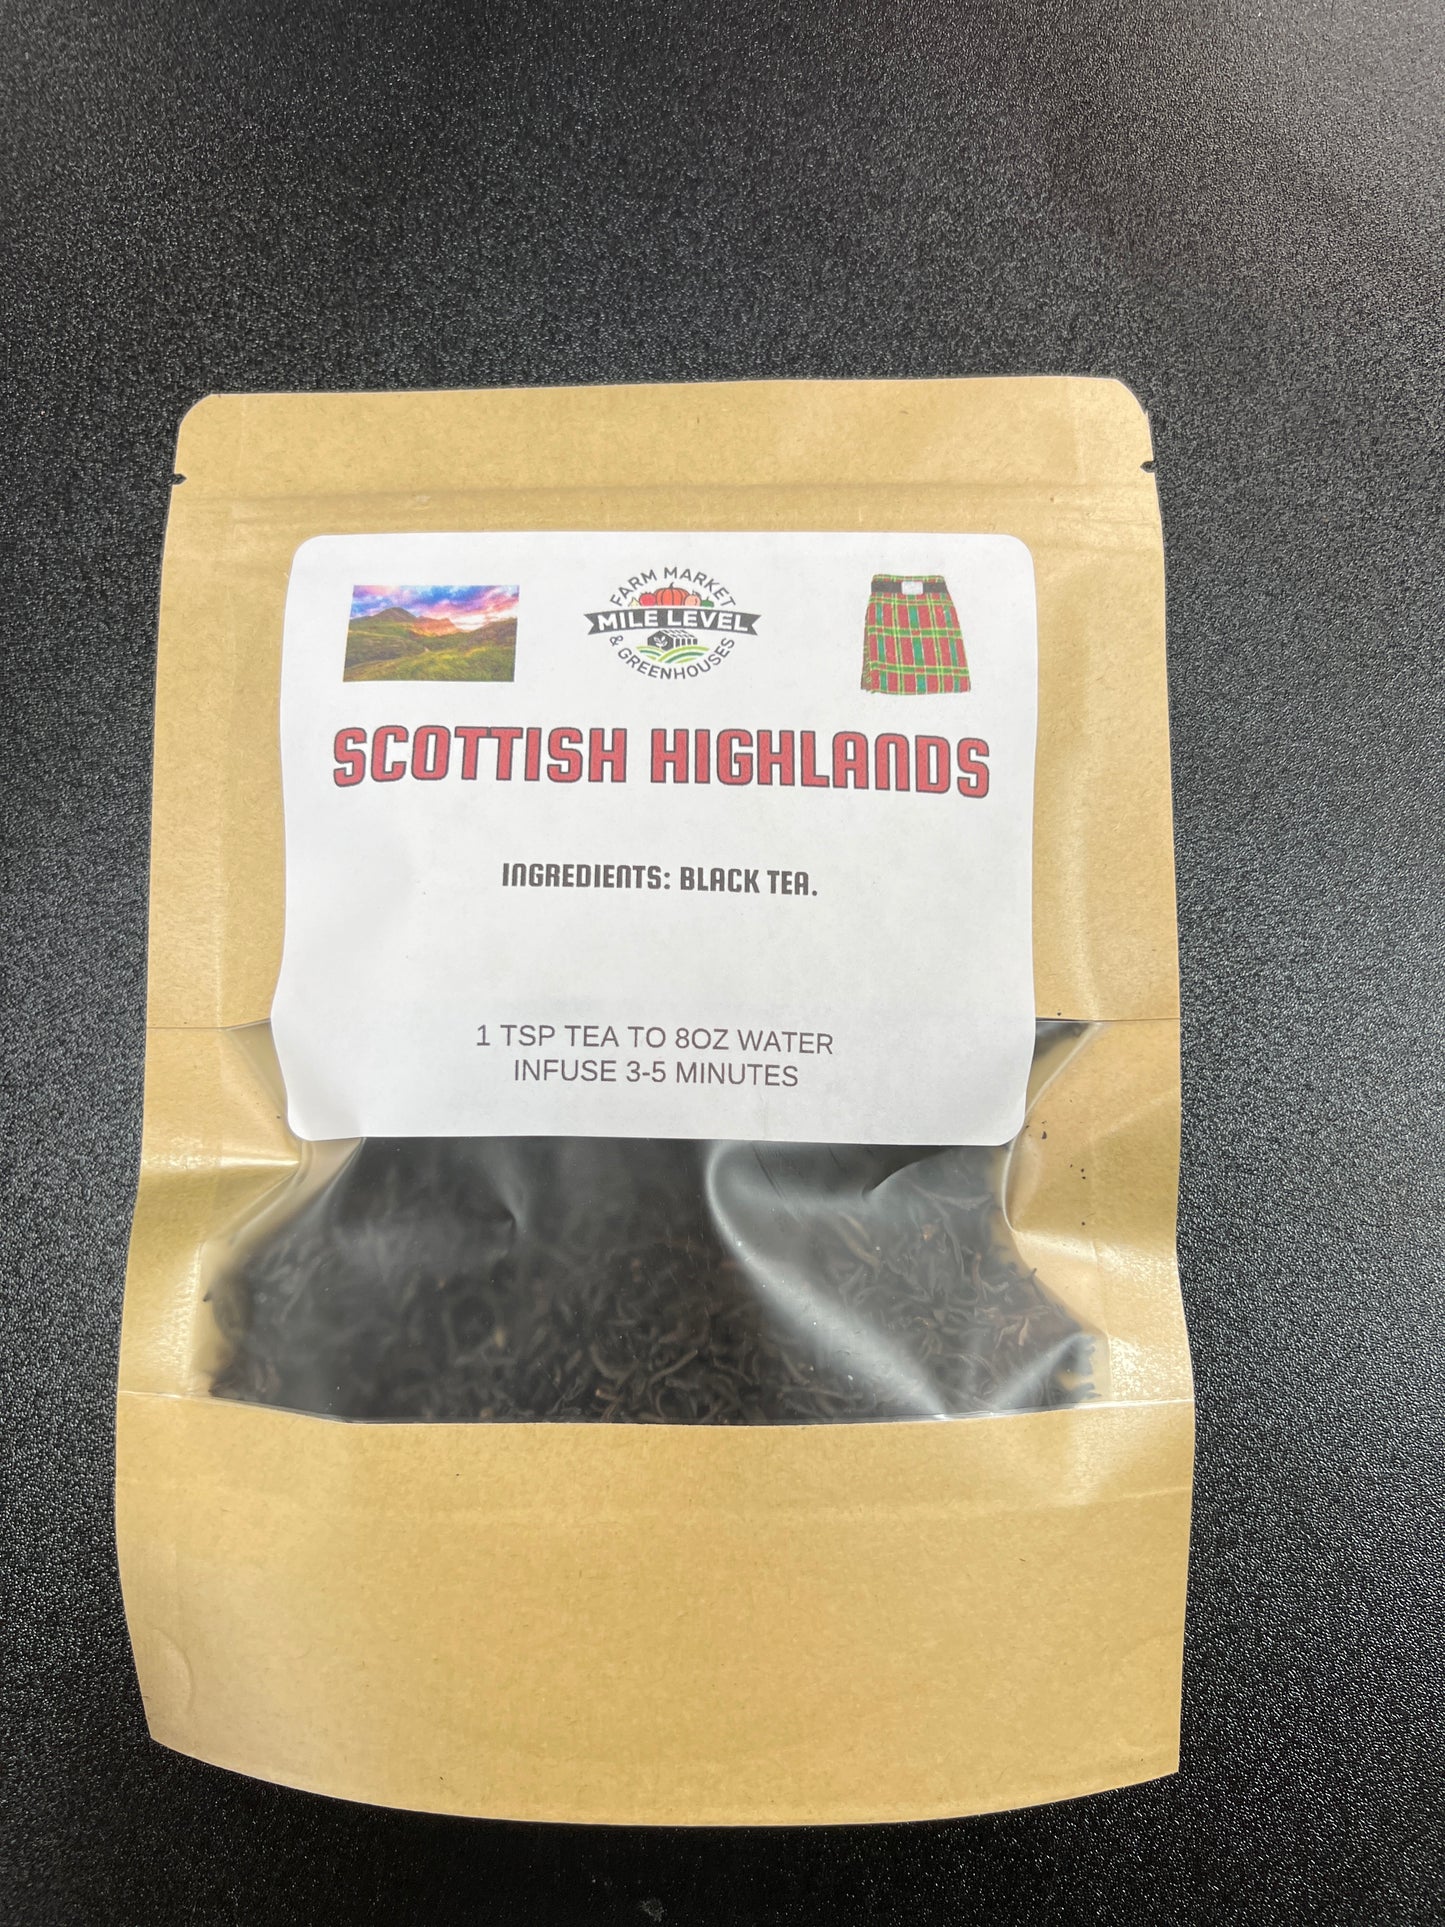 FARM MARKET
MILE LEVEL
& GREENHOUSES
SCOTTISH HIGHLANDS
INGREDIENTS: BLACK TEA.
1 TSP TEA TO 8OZ WATER
INFUSE 3-5 MINUTES